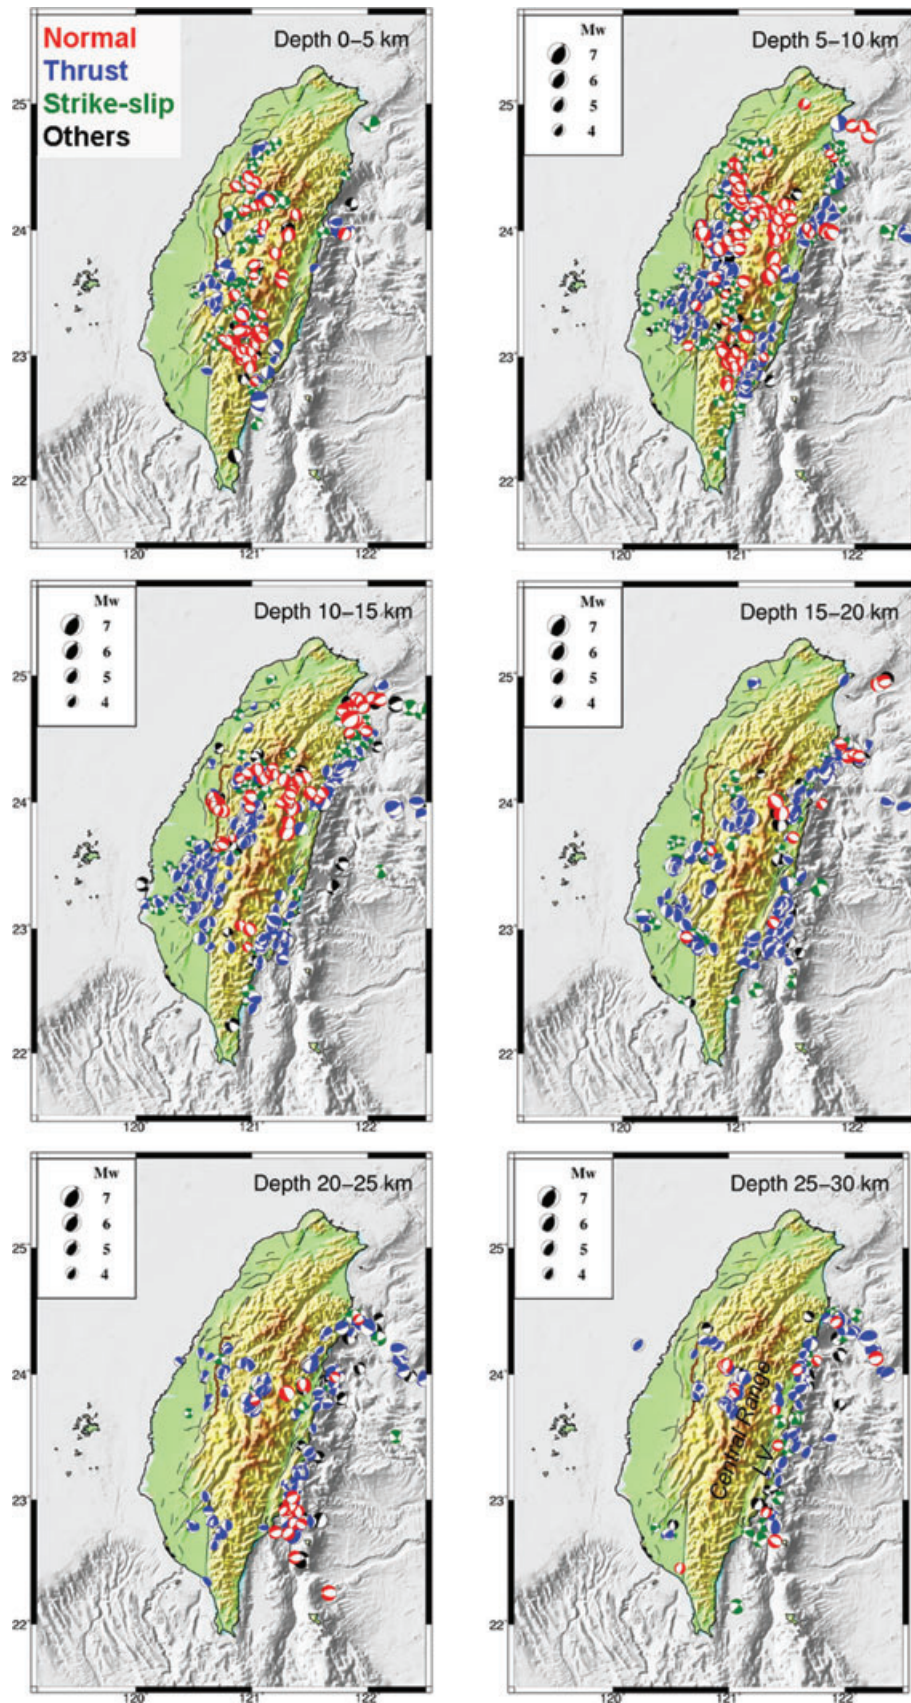 Normal
Thrust
Strike-slip
Others
Depth 0–5 km
25°
24°
23°
22°
120° 121° 122°
Mw
7
6
5
4
Depth 5–10 km
25°
24°
23°
22°
120° 121° 122°
Mw
7
6
5
4
Depth 10–15 km
25°
24°
23°
22°
120° 121° 122°
Mw
7
6
5
4
Depth 15–20 km
25°
24°
23°
22°
120° 121° 122°
Mw
7
6
5
4
Depth 20–25 km
25°
24°
23°
22°
120° 121° 122°
Mw
7
6
5
4
Depth 25–30 km
25°
24°
23°
22°
Central Range
LV
120° 121° 122°